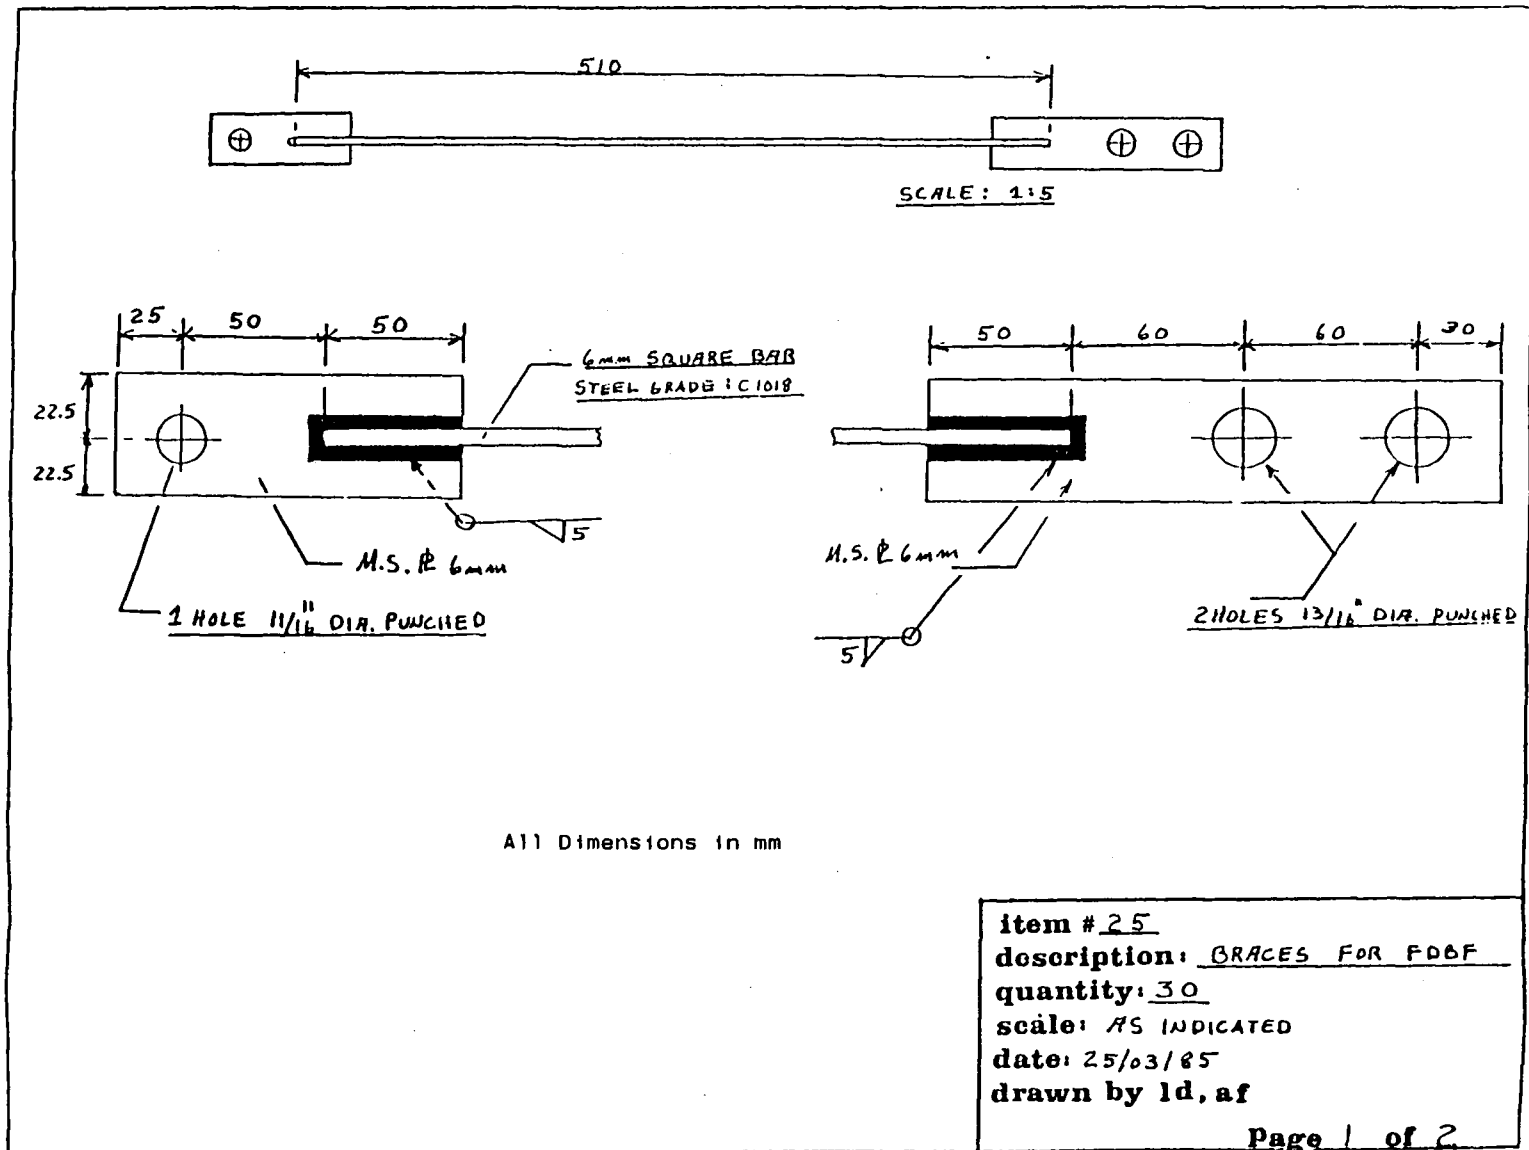 510
SCALE: 1:5
25 50 50
50 60 60 30
22.5
22.5
6mm SQUARE BAR
STEEL GRADE: C1018
5
M.S. ℄ 6mm
1 HOLE 11/16" DIA. PUNCHED
M.S. ℄ 6mm
5
2 HOLES 13/16" DIA. PUNCHED
All Dimensions in mm
item # 25
description: BRACES FOR FDBF
quantity: 30
scale: AS INDICATED
date: 25/03/85
drawn by ld, af
page 1 of 2